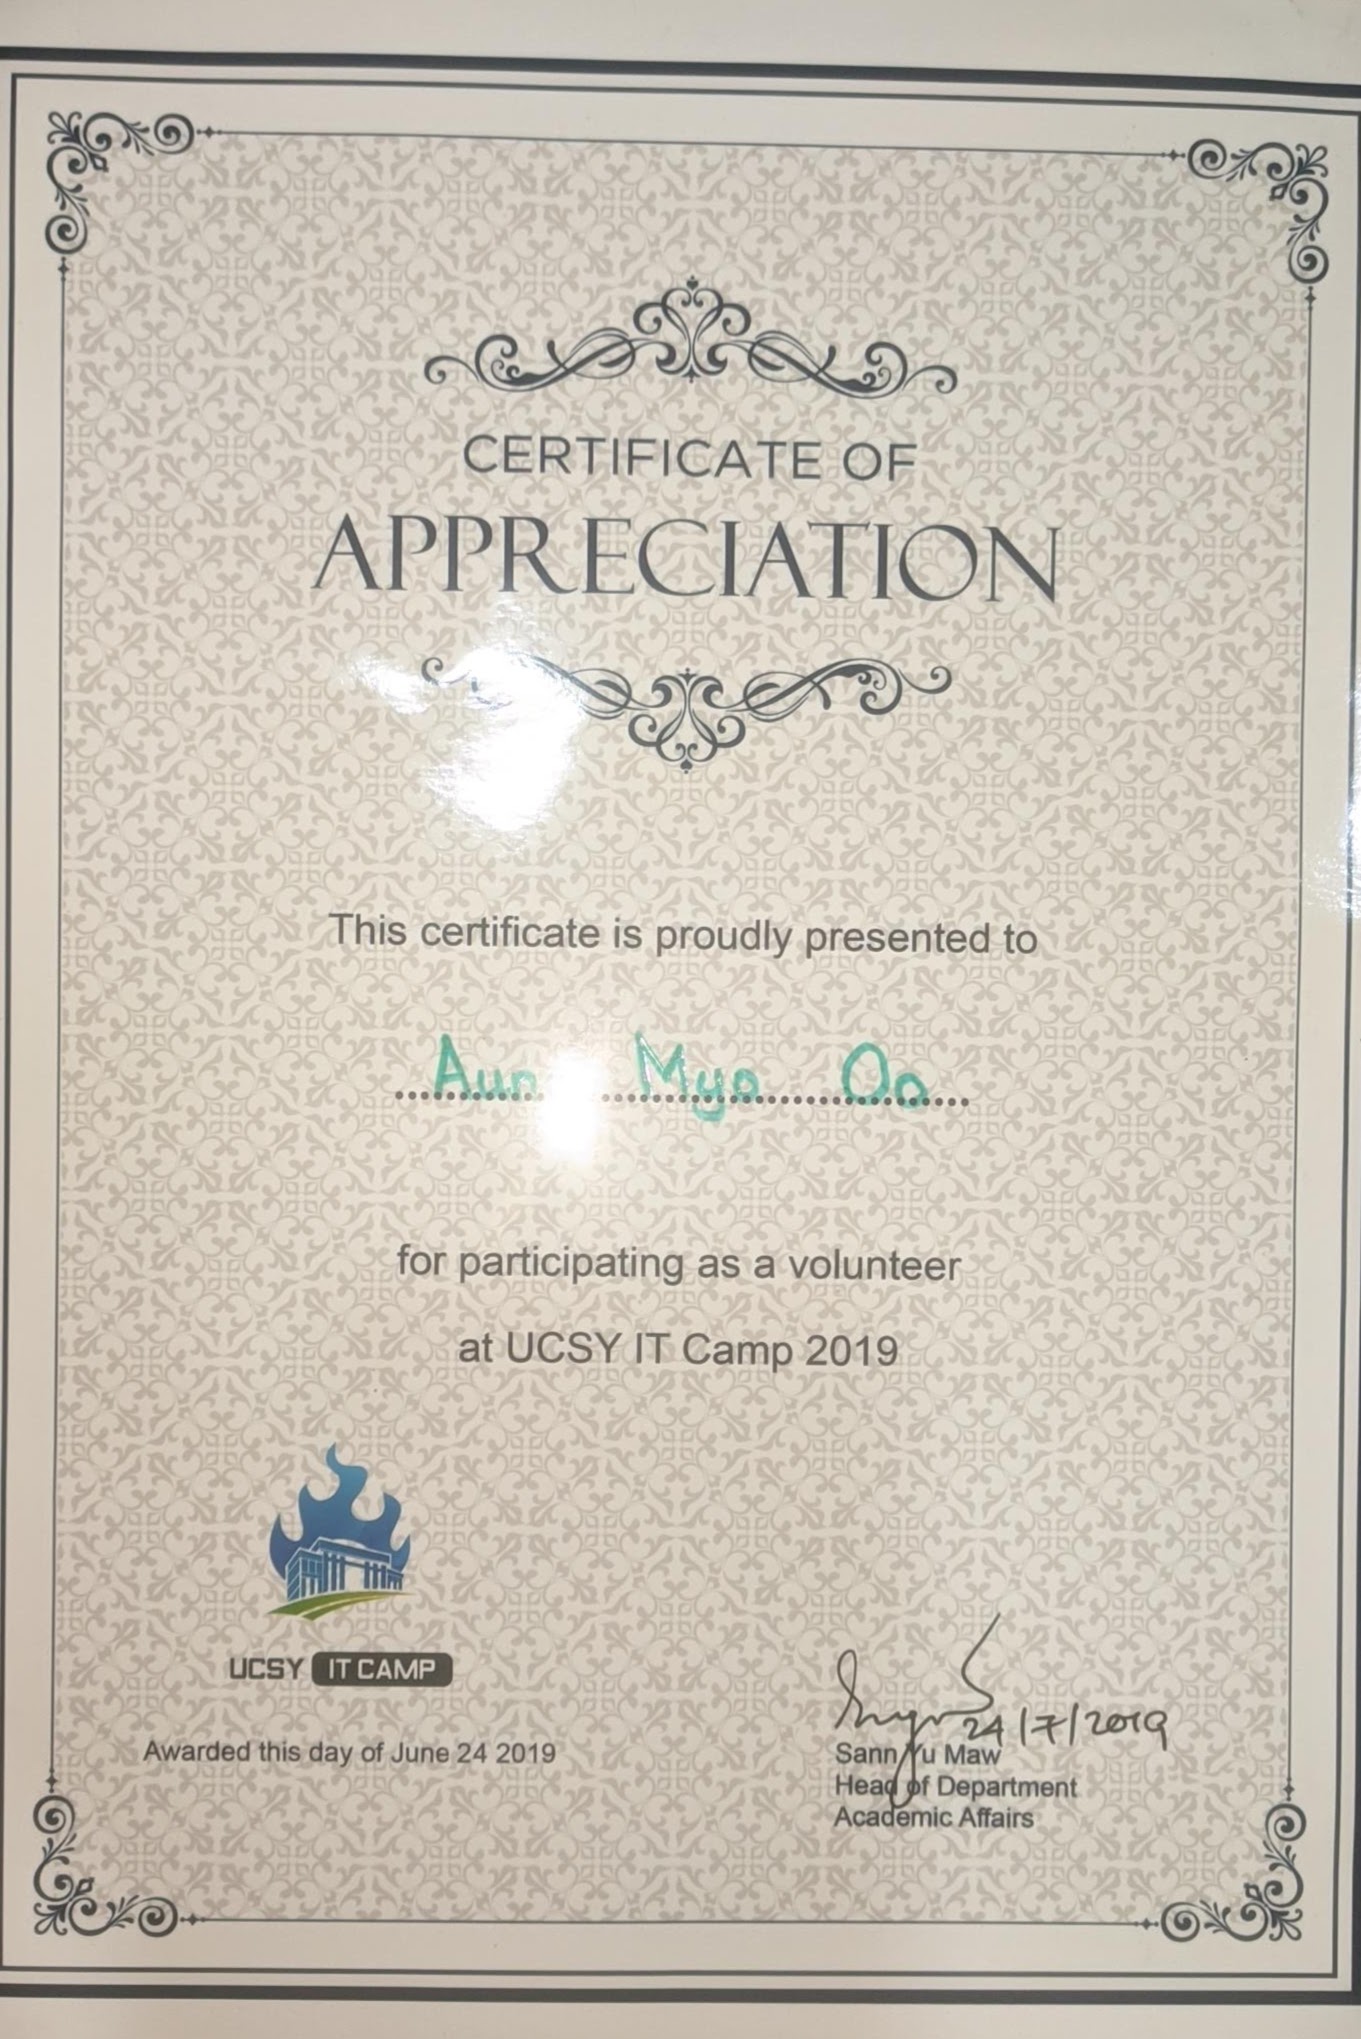 CERTIFICATE OF
APPRECIATION
This certificate is proudly presented to
Myo Oo
for participating as a volunteer
at UCSY IT Camp 2019
UCSY IT CAMP
Awarded this day of June 24 2019
24/7/2019
Sann Yu Maw
Head of Department
Academic Affairs